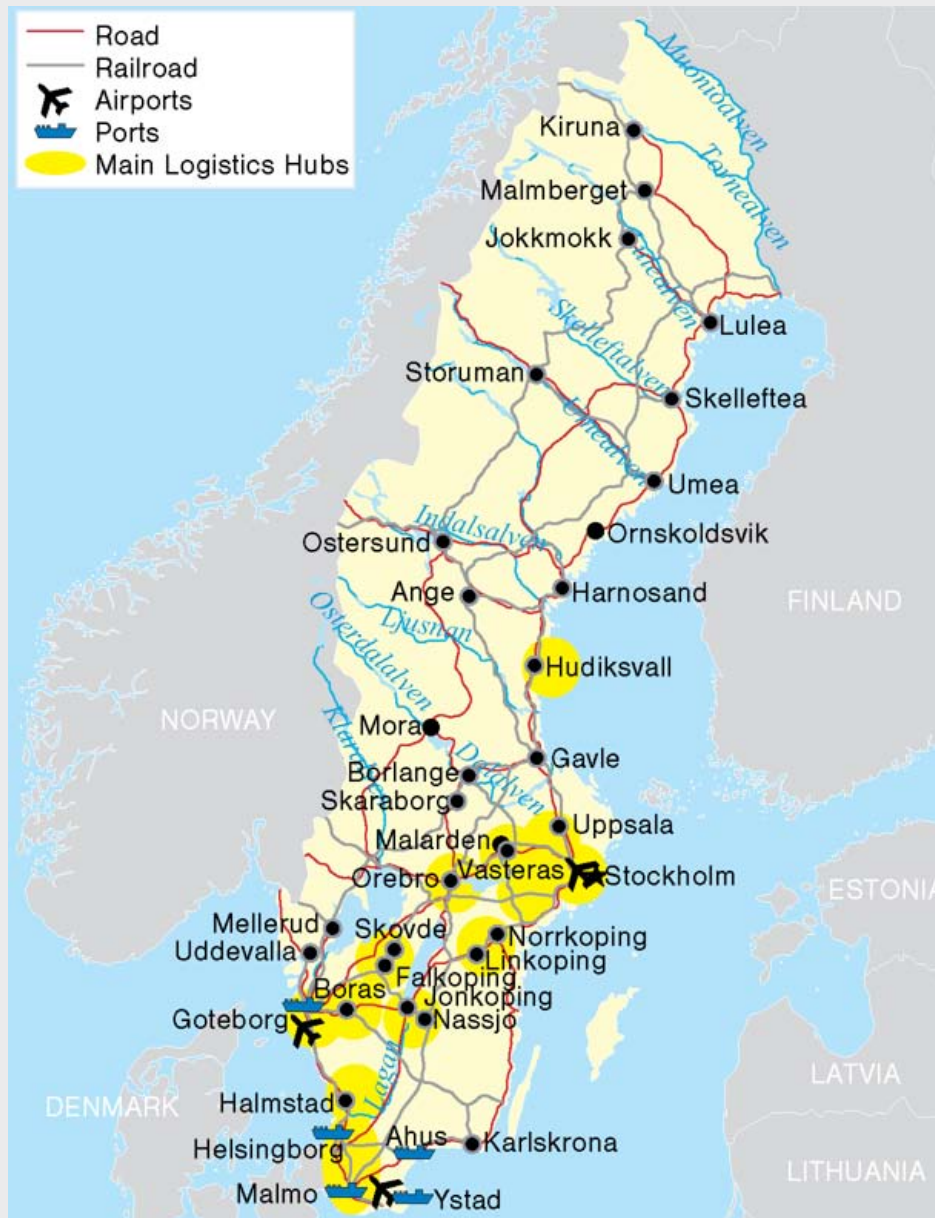 Road
Railroad
Airports
Ports
Main Logistics Hubs
Muonioalven
Kiruna
Tornealven
Malmberget
Jokkmokk
Lulea
Skelleftalven
Storuman
Skelleftea
Umealven
Umea
Indalsalven
Ornskoldsvik
Ostersund
Ange
Harnosand
FINLAND
Ljusnan
Osterdalalven
Hudiksvall
NORWAY
Mora
Gavle
Dalalven
Borlange
Skaraborg
Uppsala
Malarden
Vasteras
Stockholm
Orebro
ESTONIA
Mellerud
Skovde
Norrkoping
Uddevalla
Linkoping
Falkoping
Boras
Jonkoping
Goteborg
Nassjo
Lagan
LATVIA
DENMARK
Halmstad
Ahus
Helsingborg
Karlskrona
LITHUANIA
Malmo
Ystad